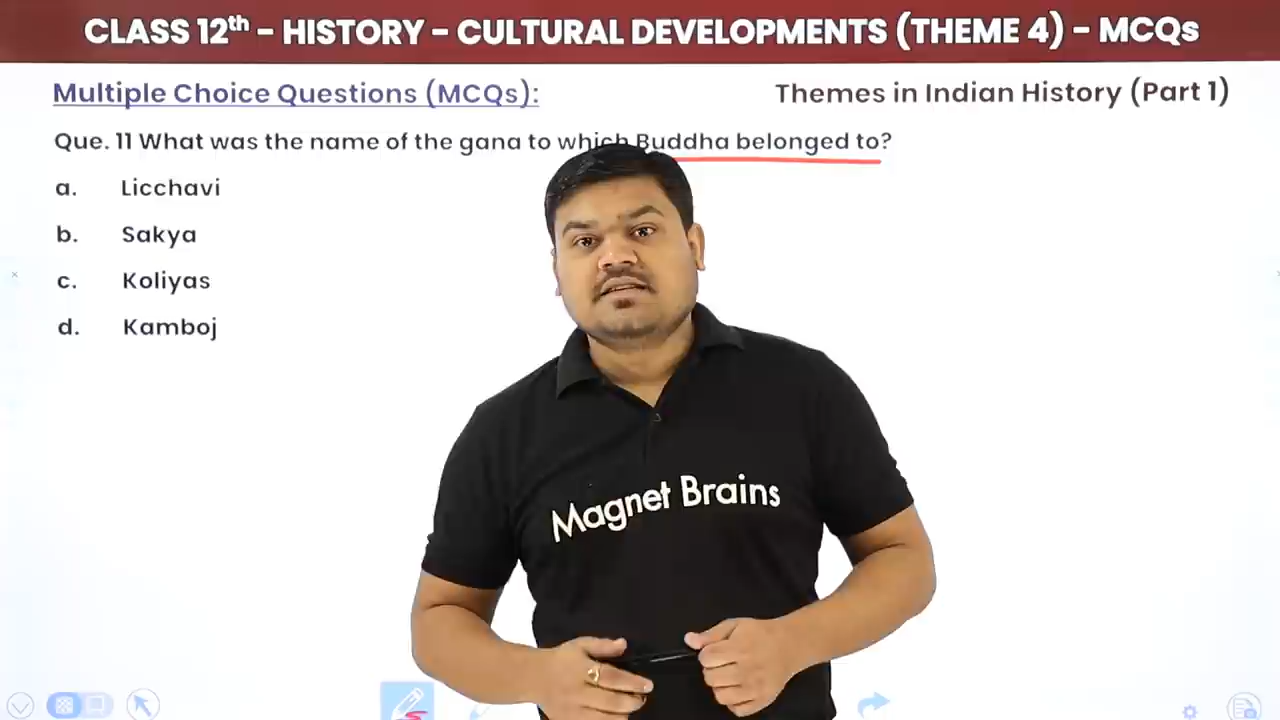 CLASS 12th - HISTORY - CULTURAL DEVELOPMENTS (THEME 4) - MCQs
Multiple Choice Questions (MCQs):
Themes in Indian History (Part 1)
Que. 11 What was the name of the gana to which Buddha belonged to?
a. Licchavi
b. Sakya
c. Koliyas
d. Kamboj
Magnet Brains